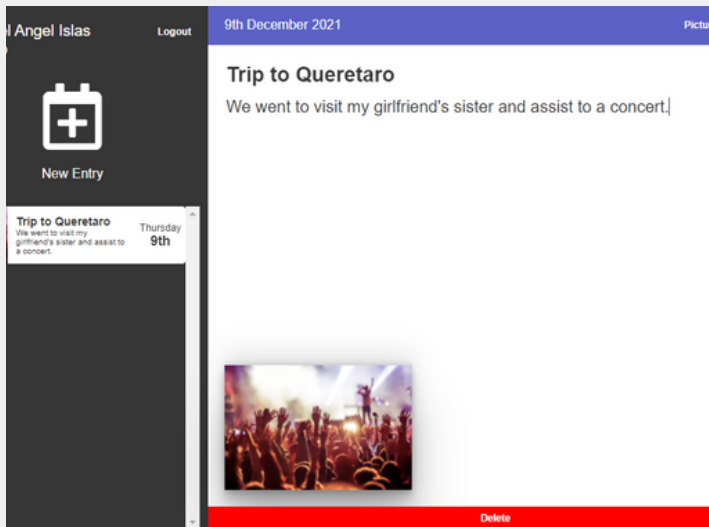 Angel Islas
Logout
New Entry
Trip to Queretaro
We went to visit my
girlfriend's sister and assist to
a concert.
Thursday
9th
9th December 2021
Trip to Queretaro
We went to visit my girlfriend's sister and assist to a concert.
Delete